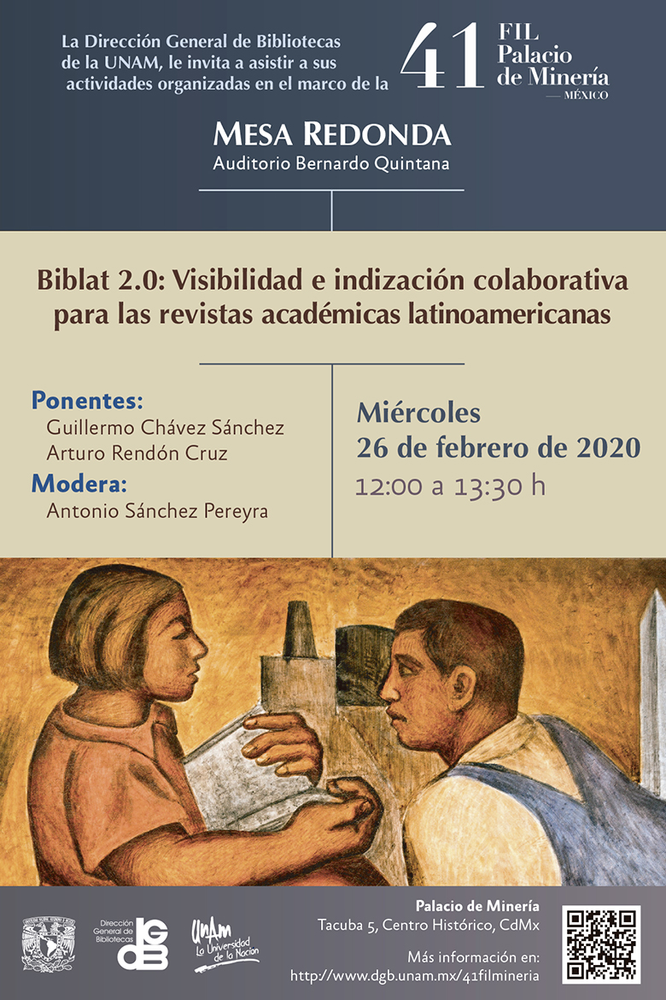 La Dirección General de Bibliotecas
de la UNAM, le invita a asistir a sus
actividades organizadas en el marco de la
41
FIL
Palacio
de Minería
— MÉXICO
MESA REDONDA
Auditorio Bernardo Quintana
Biblat 2.0: Visibilidad e indización colaborativa
para las revistas académicas latinoamericanas
Ponentes:
Guillermo Chávez Sánchez
Arturo Rendón Cruz
Modera:
Antonio Sánchez Pereyra
Miércoles
26 de febrero de 2020
12:00 a 13:30 h
Dirección
General de
Bibliotecas
UNAM
La Universidad
de la Nación
Palacio de Minería
Tacuba 5, Centro Histórico, CdMx
Más información en:
http://www.dgb.unam.mx/41filmineria